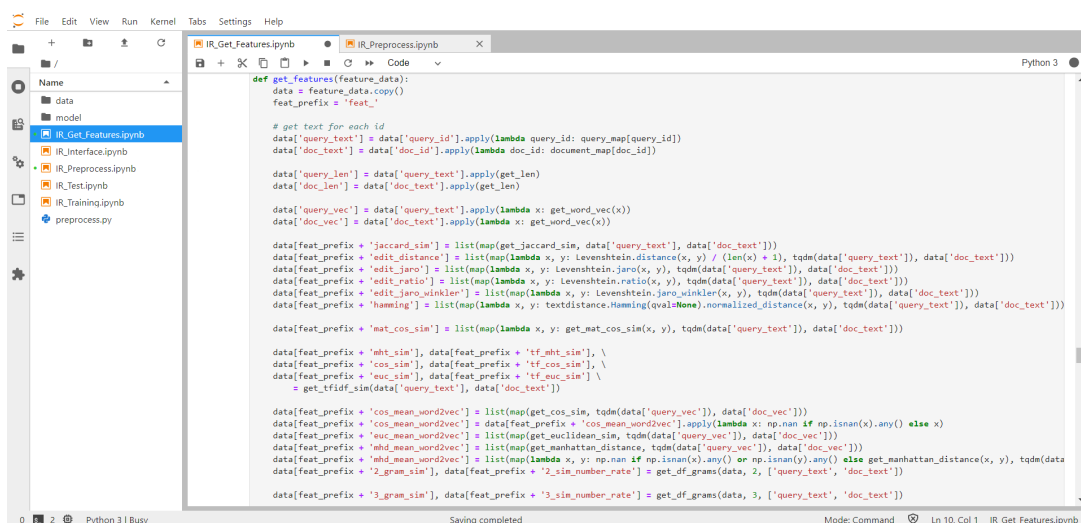 File Edit View Run Kernel Tabs Settings Help
IR_Get_Features.ipynb
IR_Preprocess.ipynb
Code
Python 3
/
Name
data
model
IR_Get_Features.ipynb
IR_Interface.ipynb
IR_Preprocess.ipynb
IR_Test.ipynb
IR_Training.ipynb
preprocess.py
def get_features(feature_data):
    data = feature_data.copy()
    feat_prefix = 'feat_'
    # get text for each id
    data['query_text'] = data['query_id'].apply(lambda query_id: query_map[query_id])
    data['doc_text'] = data['doc_id'].apply(lambda doc_id: document_map[doc_id])
    data['query_len'] = data['query_text'].apply(get_len)
    data['doc_len'] = data['doc_text'].apply(get_len)
    data['query_vec'] = data['query_text'].apply(lambda x: get_word_vec(x))
    data['doc_vec'] = data['doc_text'].apply(lambda x: get_word_vec(x))
    data[feat_prefix + 'jaccard_sim'] = list(map(get_jaccard_sim, data['query_text'], data['doc_text']))
    data[feat_prefix + 'edit_distance'] = list(map(lambda x, y: Levenshtein.distance(x, y) / (len(x) + 1), tqdm(data['query_text']), data['doc_text']))
    data[feat_prefix + 'edit_jaro'] = list(map(lambda x, y: Levenshtein.jaro(x, y), tqdm(data['query_text']), data['doc_text']))
    data[feat_prefix + 'edit_ratio'] = list(map(lambda x, y: Levenshtein.ratio(x, y), tqdm(data['query_text']), data['doc_text']))
    data[feat_prefix + 'edit_jaro_winkler'] = list(map(lambda x, y: Levenshtein.jaro_winkler(x, y), tqdm(data['query_text']), data['doc_text']))
    data[feat_prefix + 'hamming'] = list(map(lambda x, y: textdistance.Hamming(qval=None).normalized_distance(x, y), tqdm(data['query_text']), data['doc_text']))
    data[feat_prefix + 'mat_cos_sim'] = list(map(lambda x, y: get_mat_cos_sim(x, y), tqdm(data['query_text']), data['doc_text']))
    data[feat_prefix + 'mht_sim'], data[feat_prefix + 'tf_mht_sim'], \
    data[feat_prefix + 'cos_sim'], data[feat_prefix + 'tf_cos_sim'], \
    data[feat_prefix + 'euc_sim'], data[feat_prefix + 'tf_euc_sim'] \
        = get_tfidf_sim(data['query_text'], data['doc_text'])
    data[feat_prefix + 'cos_mean_word2vec'] = list(map(get_cos_sim, tqdm(data['query_vec']), data['doc_vec']))
    data[feat_prefix + 'cos_mean_word2vec'] = data[feat_prefix + 'cos_mean_word2vec'].apply(lambda x: np.nan if np.isnan(x).any() else x)
    data[feat_prefix + 'euc_mean_word2vec'] = list(map(get_euclidean_sim, tqdm(data['query_vec']), data['doc_vec']))
    data[feat_prefix + 'mhd_mean_word2vec'] = list(map(get_manhattan_distance, tqdm(data['query_vec']), data['doc_vec']))
    data[feat_prefix + 'mhd_mean_word2vec'] = list(map(lambda x, y: np.nan if np.isnan(x).any() or np.isnan(y).any() else get_manhattan_distance(x, y), tqdm(data
    data[feat_prefix + '2_gram_sim'], data[feat_prefix + '2_sim_number_rate'] = get_df_grams(data, 2, ['query_text', 'doc_text'])
    data[feat_prefix + '3_gram_sim'], data[feat_prefix + '3_sim_number_rate'] = get_df_grams(data, 3, ['query_text', 'doc_text'])
0 2 Python 3 | Busy Saving completed Mode: Command Ln 10, Col 1 IR_Get_Features.ipynb